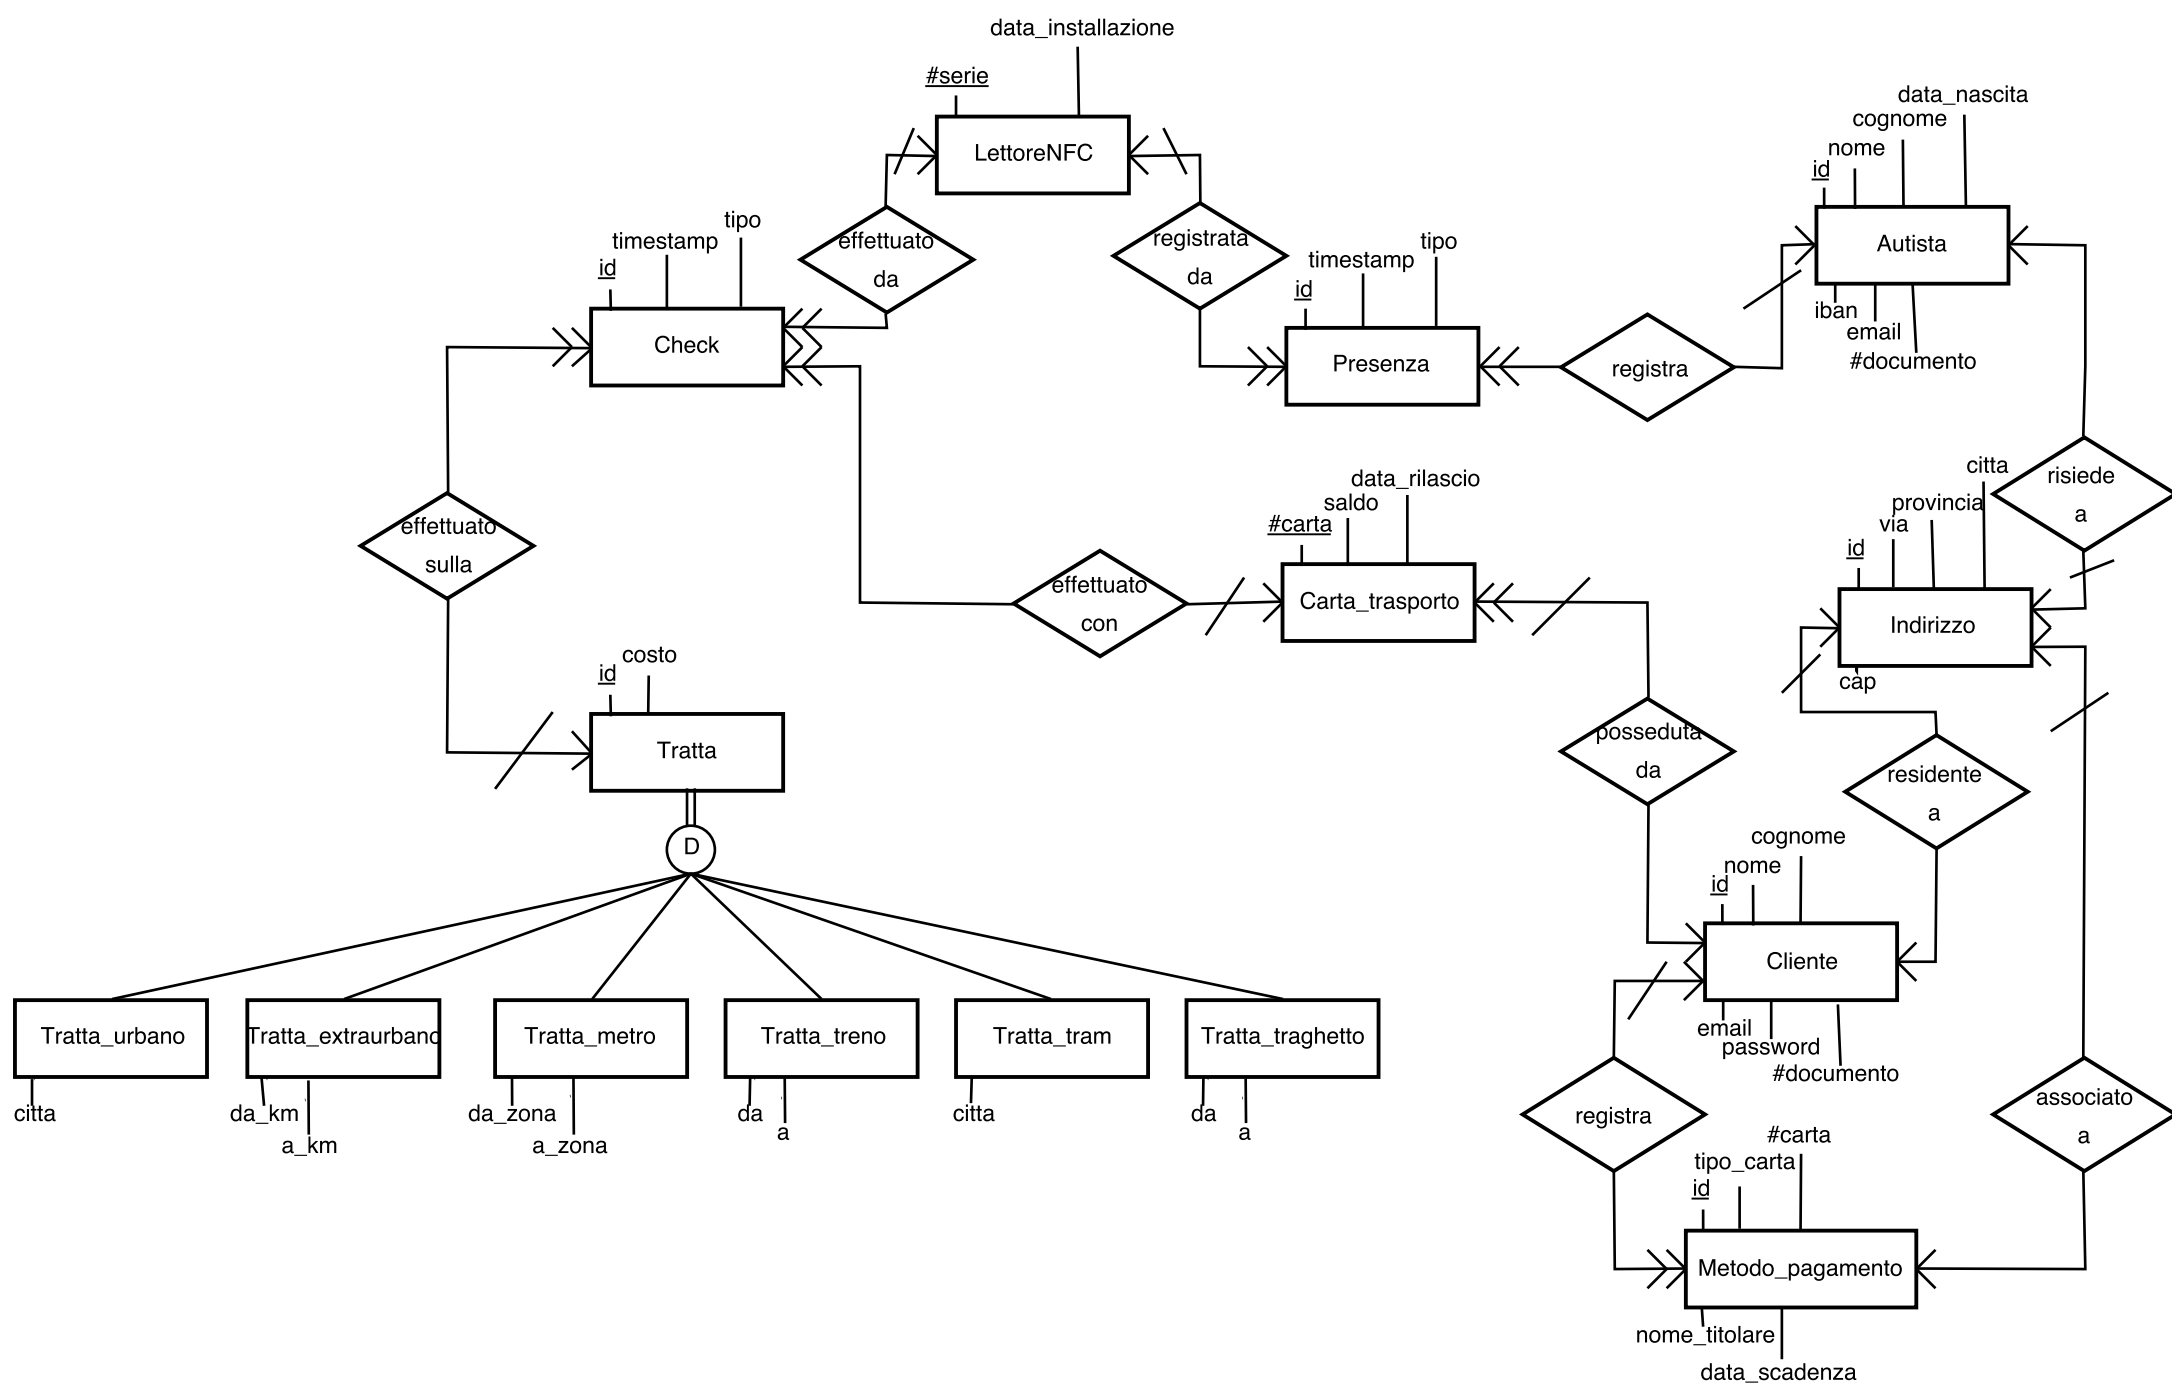 data_installazione
#serie
LettoreNFC
data_nascita
cognome
nome
id
Autista
iban
email
#documento
effettuato
da
registrata
da
tipo
timestamp
id
Check
tipo
timestamp
id
Presenza
registra
risiede
a
citta
provincia
via
id
Indirizzo
cap
data_rilascio
saldo
#carta
Carta_trasporto
effettuato
sulla
effettuato
con
costo
id
Tratta
D
posseduta
da
residente
a
cognome
nome
id
Cliente
email
password
#documento
Tratta_urbano
Tratta_extraurbano
Tratta_metro
Tratta_treno
Tratta_tram
Tratta_traghetto
citta
da_km
a_km
da_zona
a_zona
da
a
citta
da
a
registra
associato
a
#carta
tipo_carta
id
Metodo_pagamento
nome_titolare
data_scadenza